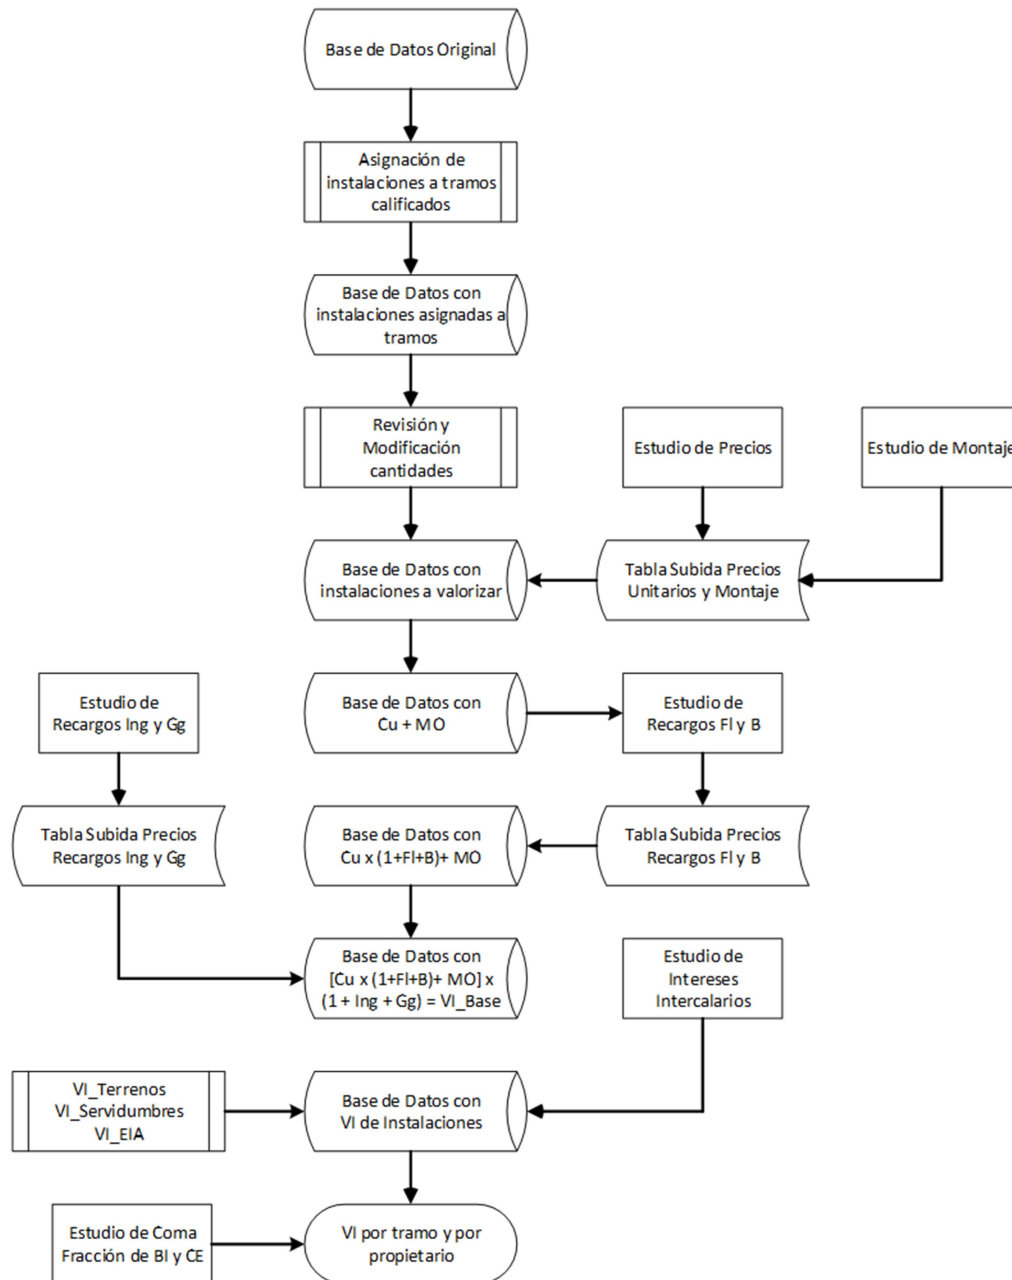 Base de Datos Original
Asignación de
instalaciones a tramos
calificados
Base de Datos con
instalaciones asignadas a
tramos
Revisión y
Modificación
cantidades
Estudio de Precios
Estudio de Montaje
Base de Datos con
instalaciones a valorizar
Tabla Subida Precios
Unitarios y Montaje
Estudio de
Recargos Ing y Gg
Base de Datos con
Cu + MO
Estudio de
Recargos Fl y B
Tabla Subida Precios
Recargos Ing y Gg
Base de Datos con
Cu x (1+Fl+B)+ MO
Tabla Subida Precios
Recargos Fl y B
Base de Datos con
[Cu x (1+Fl+B)+ MO] x
(1 + Ing + Gg) = VI_Base
Estudio de
Intereses
Intercalarios
VI_Terrenos
VI_Servidumbres
VI_EIA
Base de Datos con
VI de Instalaciones
Estudio de Coma
Fracción de BI y CE
VI por tramo y por
propietario